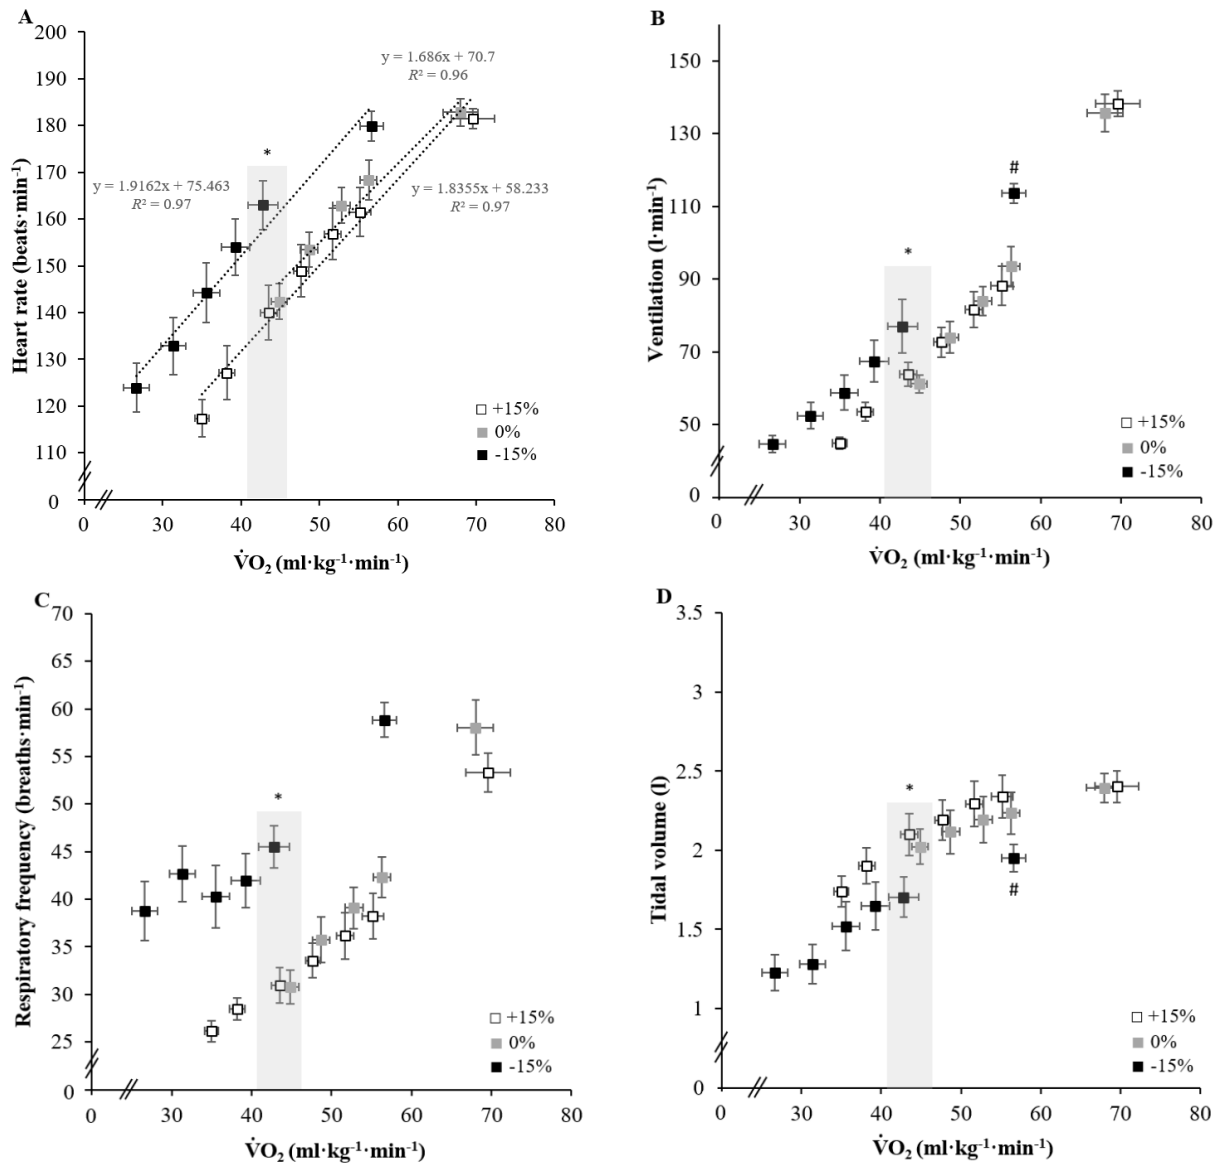 A
Heart rate (beats·min⁻¹)
200
190
180
170
160
150
140
130
120
110
0
y = 1.686x + 70.7
R² = 0.96
*
y = 1.9162x + 75.463
R² = 0.97
y = 1.8355x + 58.233
R² = 0.97
+15%
0%
-15%
0 30 40 50 60 70 80
V̇O₂ (ml·kg⁻¹·min⁻¹)
B
Ventilation (l·min⁻¹)
150
130
110
90
70
50
0
#
*
+15%
0%
-15%
0 30 40 50 60 70 80
V̇O₂ (ml·kg⁻¹·min⁻¹)
C
Respiratory frequency (breaths·min⁻¹)
70
65
60
55
50
45
40
35
30
25
0
*
+15%
0%
-15%
0 30 40 50 60 70 80
V̇O₂ (ml·kg⁻¹·min⁻¹)
D
Tidal volume (l)
3.5
3
2.5
2
1.5
1
0
*
#
+15%
0%
-15%
0 30 40 50 60 70 80
V̇O₂ (ml·kg⁻¹·min⁻¹)